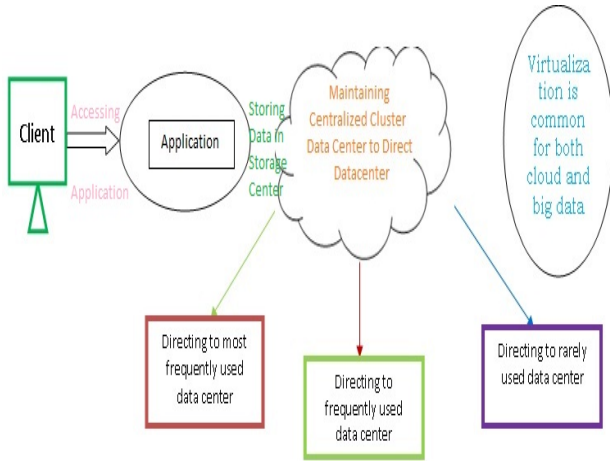 Client
Accessing
Application
Application
Storing
Data in
Storage
Center
Maintaining
Centralized Cluster
Data Center to Direct
Datacenter
Virtualiza
tion is
common
for both
cloud and
big data
Directing to most
frequently used
data center
Directing to
frequently used
data center
Directing to rarely
used data center